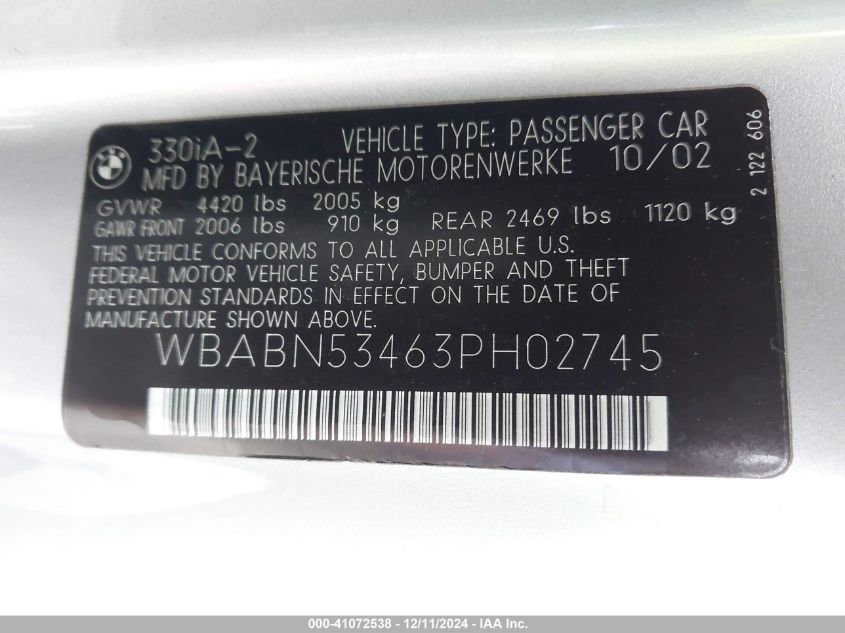 330iA-2 VEHICLE TYPE: PASSENGER CAR
MFD BY BAYERISCHE MOTORENWERKE 10/02
GVWR 4420 lbs 2005 kg
GAWR FRONT 2006 lbs 910 kg REAR 2469 lbs 1120 kg
THIS VEHICLE CONFORMS TO ALL APPLICABLE U.S.
FEDERAL MOTOR VEHICLE SAFETY, BUMPER AND THEFT
PREVENTION STANDARDS IN EFFECT ON THE DATE OF
MANUFACTURE SHOWN ABOVE.
WBABN53463PH02745
2 122 606
BMW
000-41072538 - 12/11/2024 - IAA Inc.